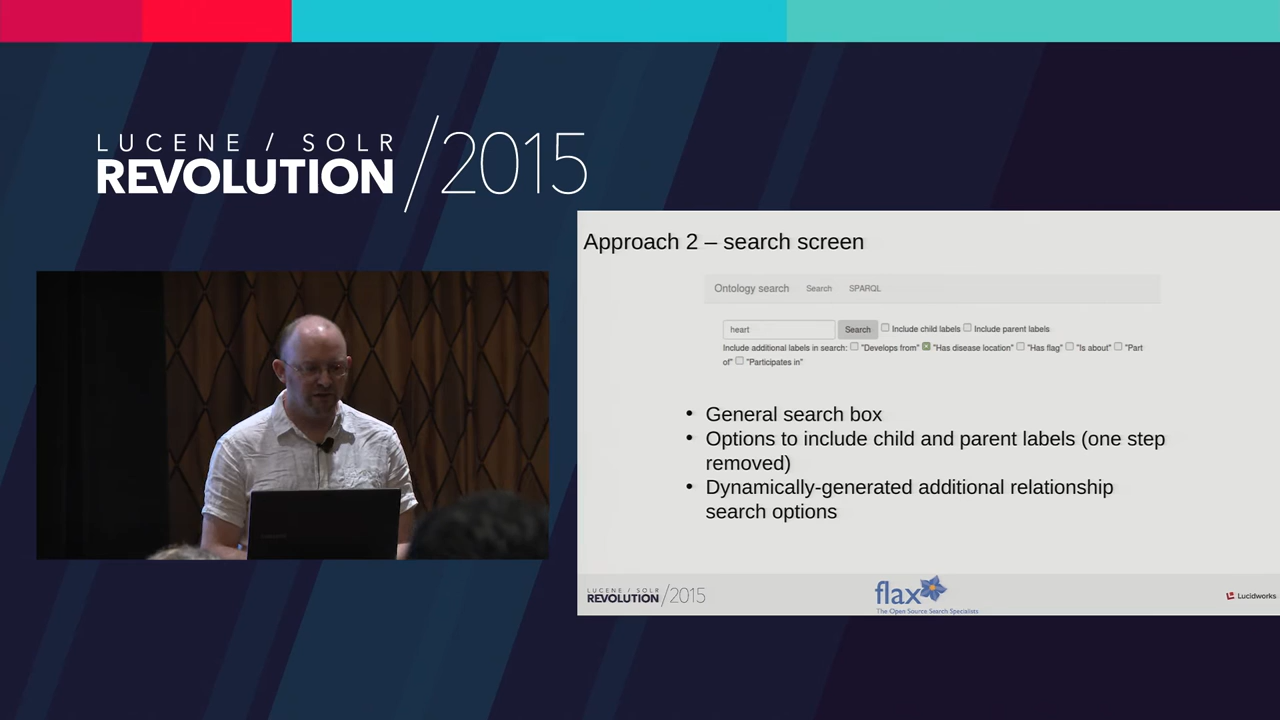 LUCENE / SOLR
REVOLUTION /2015
Approach 2 – search screen
Ontology search Search SPARQL
heart Search Include child labels Include parent labels
Include additional labels in search: "Develops from" "Has disease location" "Has flag" "Is about" "Part
of" "Participates in"
• General search box
• Options to include child and parent labels (one step
removed)
• Dynamically-generated additional relationship
search options
LUCENE / SOLR
REVOLUTION /2015
flax
The Open Source Search Specialists
Lucidworks